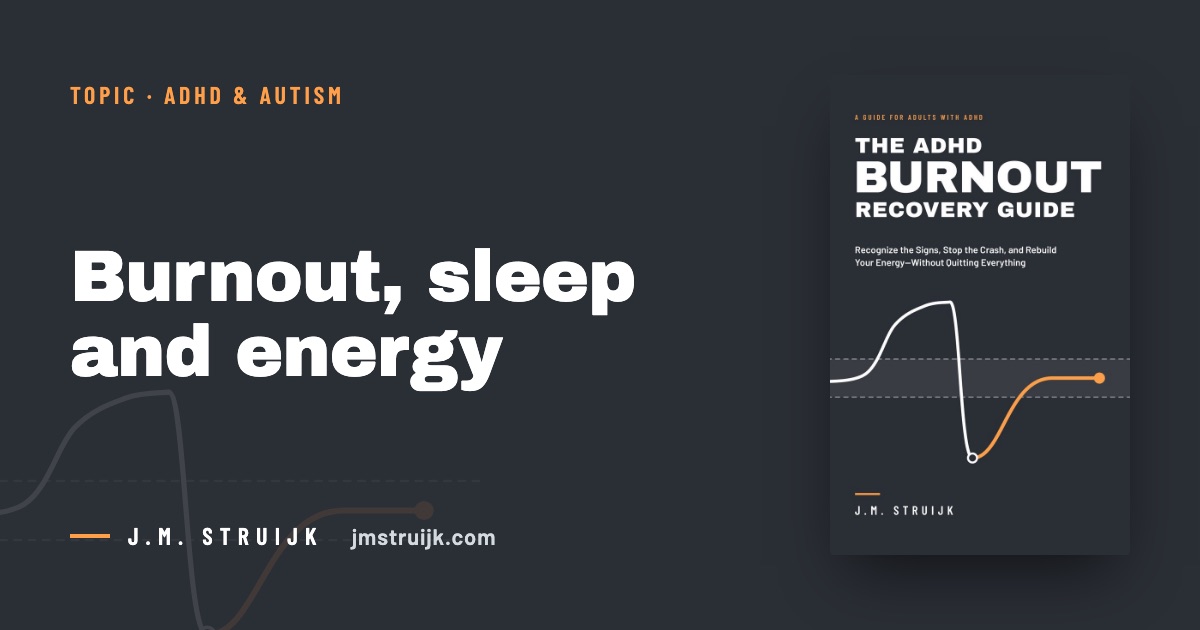 TOPIC · ADHD & AUTISM
Burnout, sleep
and energy
J.M. STRUIJK jmstruijk.com
A GUIDE FOR ADULTS WITH ADHD
THE ADHD
BURNOUT
RECOVERY GUIDE
Recognize the Signs, Stop the Crash, and Rebuild
Your Energy—Without Quitting Everything
J.M. STRUIJK